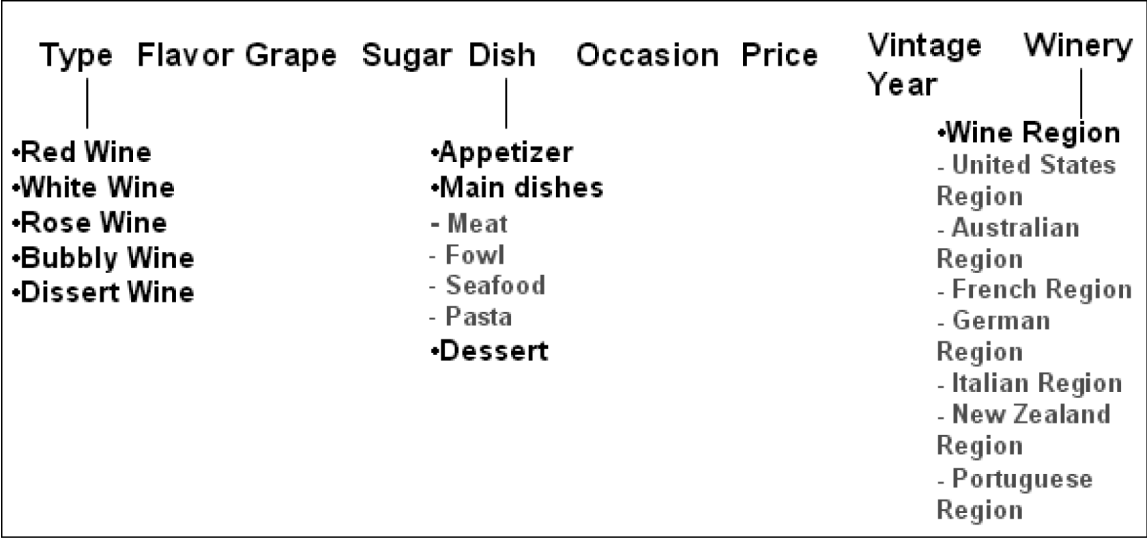 Type Flavor Grape Sugar Dish Occasion Price Vintage Year Winery
•Red Wine
•White Wine
•Rose Wine
•Bubbly Wine
•Dissert Wine
•Appetizer
•Main dishes
- Meat
- Fowl
- Seafood
- Pasta
•Dessert
•Wine Region
- United States
Region
- Australian
Region
- French Region
- German
Region
- Italian Region
- New Zealand
Region
- Portuguese
Region